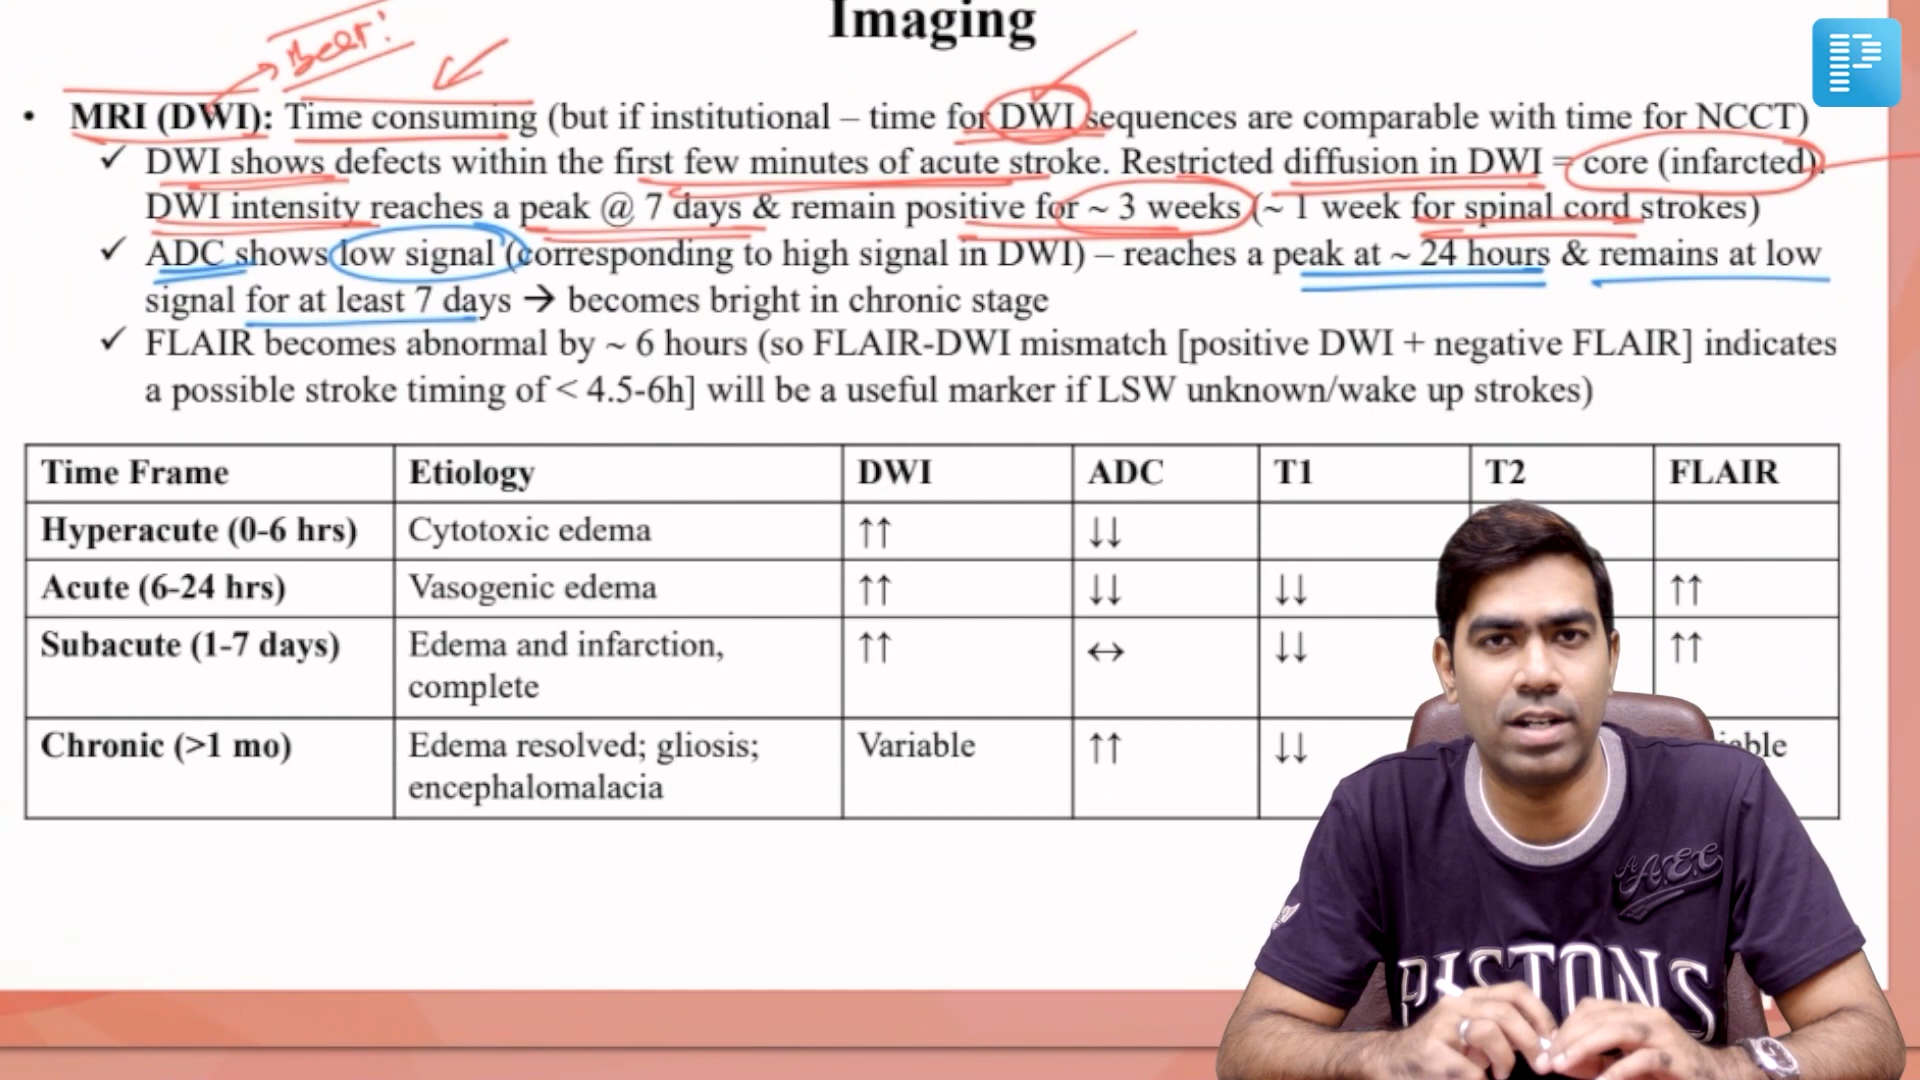 Imaging
Best!
• MRI (DWI): Time consuming (but if institutional – time for DWI sequences are comparable with time for NCCT)
✓ DWI shows defects within the first few minutes of acute stroke. Restricted diffusion in DWI = core (infarcted).
DWI intensity reaches a peak @ 7 days & remain positive for ~ 3 weeks (~ 1 week for spinal cord strokes)
✓ ADC shows low signal (corresponding to high signal in DWI) – reaches a peak at ~ 24 hours & remains at low
signal for at least 7 days → becomes bright in chronic stage
✓ FLAIR becomes abnormal by ~ 6 hours (so FLAIR-DWI mismatch [positive DWI + negative FLAIR] indicates
a possible stroke timing of < 4.5-6h] will be a useful marker if LSW unknown/wake up strokes)
Time Frame Etiology DWI ADC T1 T2 FLAIR
Hyperacute (0-6 hrs) Cytotoxic edema ↑↑ ↓↓
Acute (6-24 hrs) Vasogenic edema ↑↑ ↓↓ ↓↓ ↑↑
Subacute (1-7 days) Edema and infarction, ↑↑ ↔ ↓↓ ↑↑
complete
Chronic (>1 mo) Edema resolved; gliosis; Variable ↑↑ ↓↓
encephalomalacia
A.E.C
PISTONS